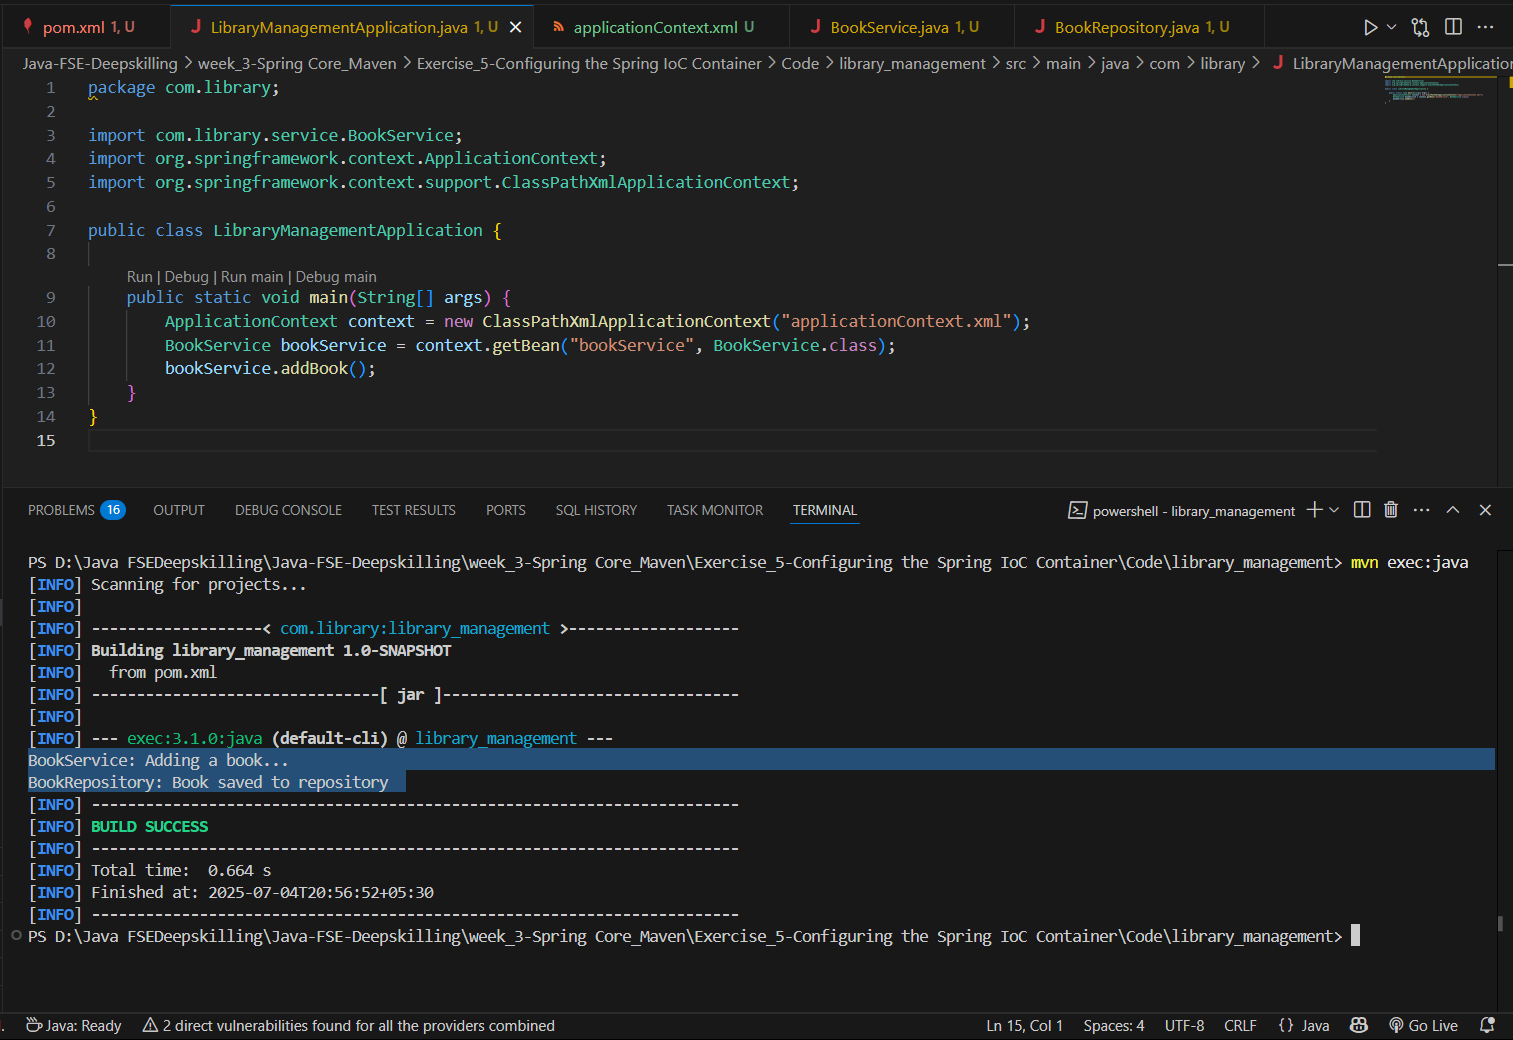 pom.xml 1, U
LibraryManagementApplication.java 1, U
applicationContext.xml U
BookService.java 1, U
BookRepository.java 1, U
Java-FSE-Deepskilling > week_3-Spring Core_Maven > Exercise_5-Configuring the Spring IoC Container > Code > library_management > src > main > java > com > library > LibraryManagementApplication
1 package com.library;
2
3 import com.library.service.BookService;
4 import org.springframework.context.ApplicationContext;
5 import org.springframework.context.support.ClassPathXmlApplicationContext;
6
7 public class LibraryManagementApplication {
8
Run | Debug | Run main | Debug main
9 public static void main(String[] args) {
10 ApplicationContext context = new ClassPathXmlApplicationContext("applicationContext.xml");
11 BookService bookService = context.getBean("bookService", BookService.class);
12 bookService.addBook();
13 }
14 }
15
PROBLEMS 16 OUTPUT DEBUG CONSOLE TEST RESULTS PORTS SQL HISTORY TASK MONITOR TERMINAL powershell - library_management
PS D:\Java FSEDeepskilling\Java-FSE-Deepskilling\week_3-Spring Core_Maven\Exercise_5-Configuring the Spring IoC Container\Code\library_management> mvn exec:java
[INFO] Scanning for projects...
[INFO]
[INFO] -------------------< com.library:library_management >-------------------
[INFO] Building library_management 1.0-SNAPSHOT
[INFO]   from pom.xml
[INFO] --------------------------------[ jar ]---------------------------------
[INFO]
[INFO] --- exec:3.1.0:java (default-cli) @ library_management ---
BookService: Adding a book...
BookRepository: Book saved to repository
[INFO] ------------------------------------------------------------------------
[INFO] BUILD SUCCESS
[INFO] ------------------------------------------------------------------------
[INFO] Total time:  0.664 s
[INFO] Finished at: 2025-07-04T20:56:52+05:30
[INFO] ------------------------------------------------------------------------
PS D:\Java FSEDeepskilling\Java-FSE-Deepskilling\week_3-Spring Core_Maven\Exercise_5-Configuring the Spring IoC Container\Code\library_management>
Java: Ready 2 direct vulnerabilities found for all the providers combined Ln 15, Col 1 Spaces: 4 UTF-8 CRLF {} Java Go Live